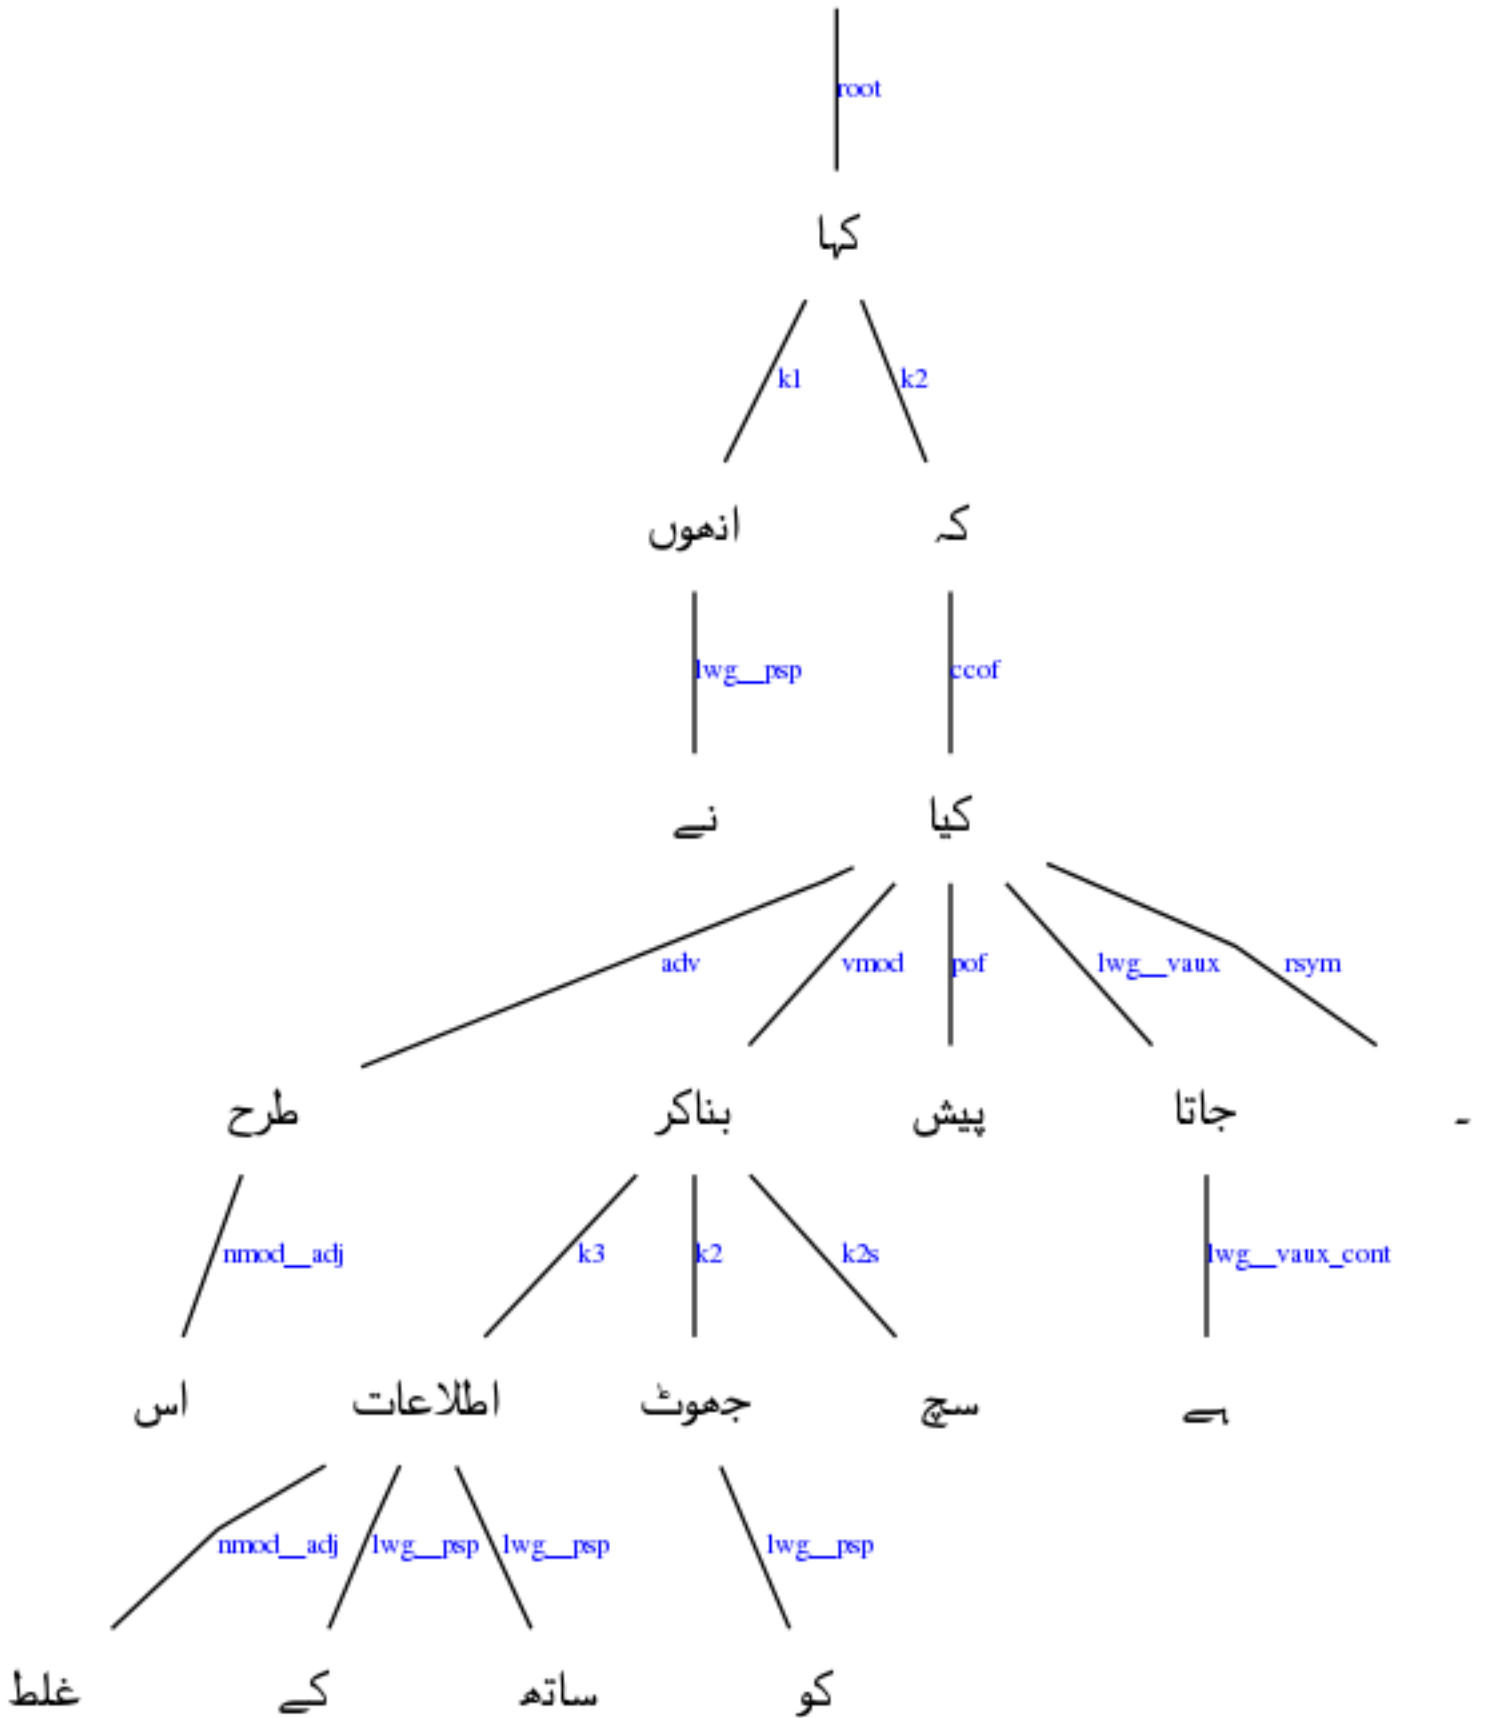 root
کہا
k1 k2
انھوں کہ
lwg__psp ccof
نے کیا
adv vmod pof lwg__vaux rsym
طرح بناکر پیش جاتا ۔
nmod__adj k3 k2 k2s lwg__vaux_cont
اس اطلاعات جھوٹ سچ ہے
nmod__adj lwg__psp lwg__psp lwg__psp
غلط کے ساتھ کو